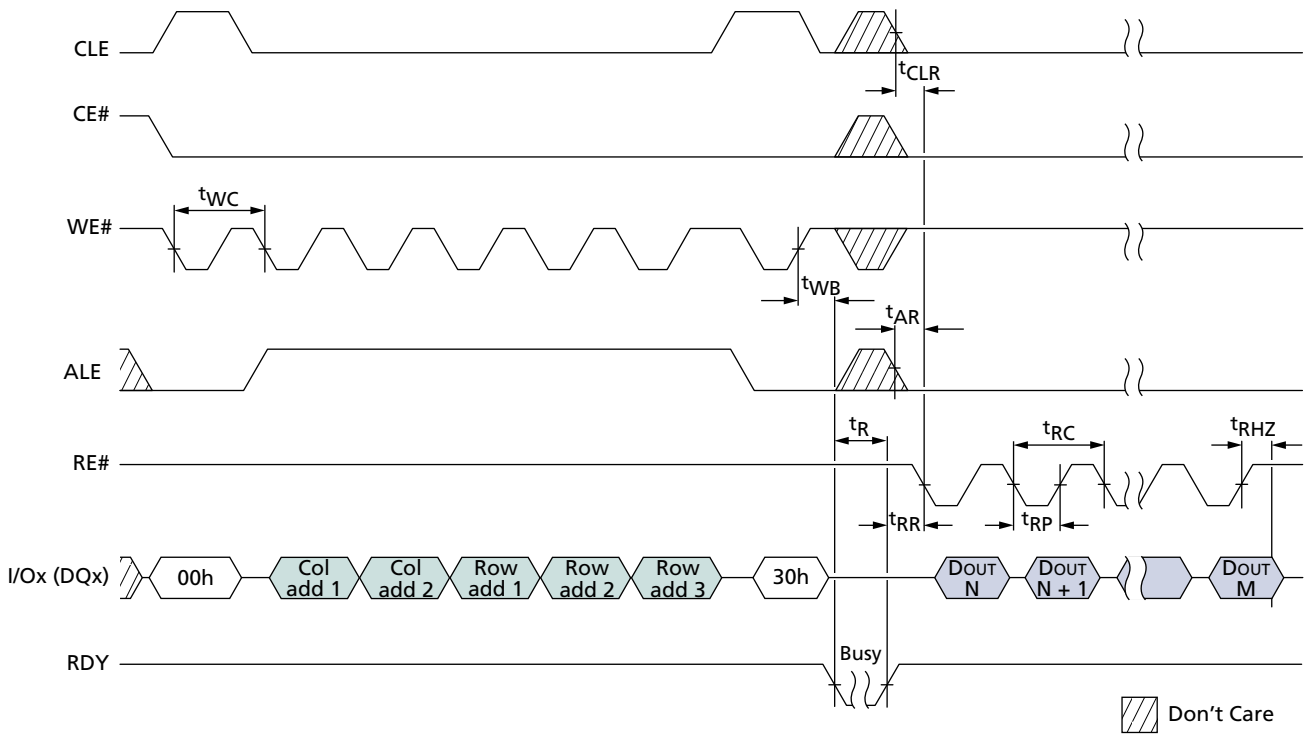 CLE
tCLR
CE#
tWC
WE#
tWB
tAR
ALE
tR
tRC
tRHZ
RE#
tRR
tRP
I/Ox (DQx)
00h
Col
add 1
Col
add 2
Row
add 1
Row
add 2
Row
add 3
30h
DOUT
N
DOUT
N + 1
DOUT
M
RDY
Busy
Don't Care